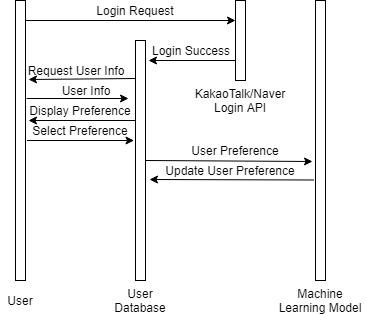 Login Request
Login Success
Request User Info
User Info
KakaoTalk/Naver
Login API
Display Preference
Select Preference
User Preference
Update User Preference
User
User
Database
Machine
Learning Model